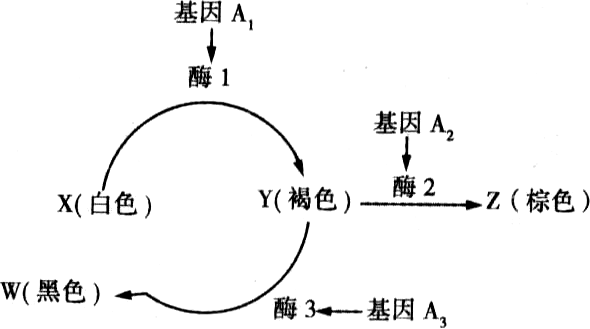 基因 A₁
酶 1
基因 A₂
酶 2
X(白色)
Y(褐色)
Z(棕色)
W(黑色)
酶 3
基因 A₃